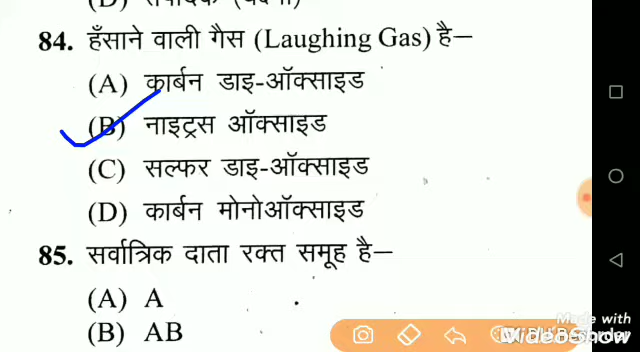 84. हँसाने वाली गैस (Laughing Gas) है—
(A) कार्बन डाइ-ऑक्साइड
(B) नाइट्रस ऑक्साइड
(C) सल्फर डाइ-ऑक्साइड
(D) कार्बन मोनोऑक्साइड
85. सर्वात्रिक दाता रक्त समूह है—
(A) A
(B) AB
Made with
VideoShow